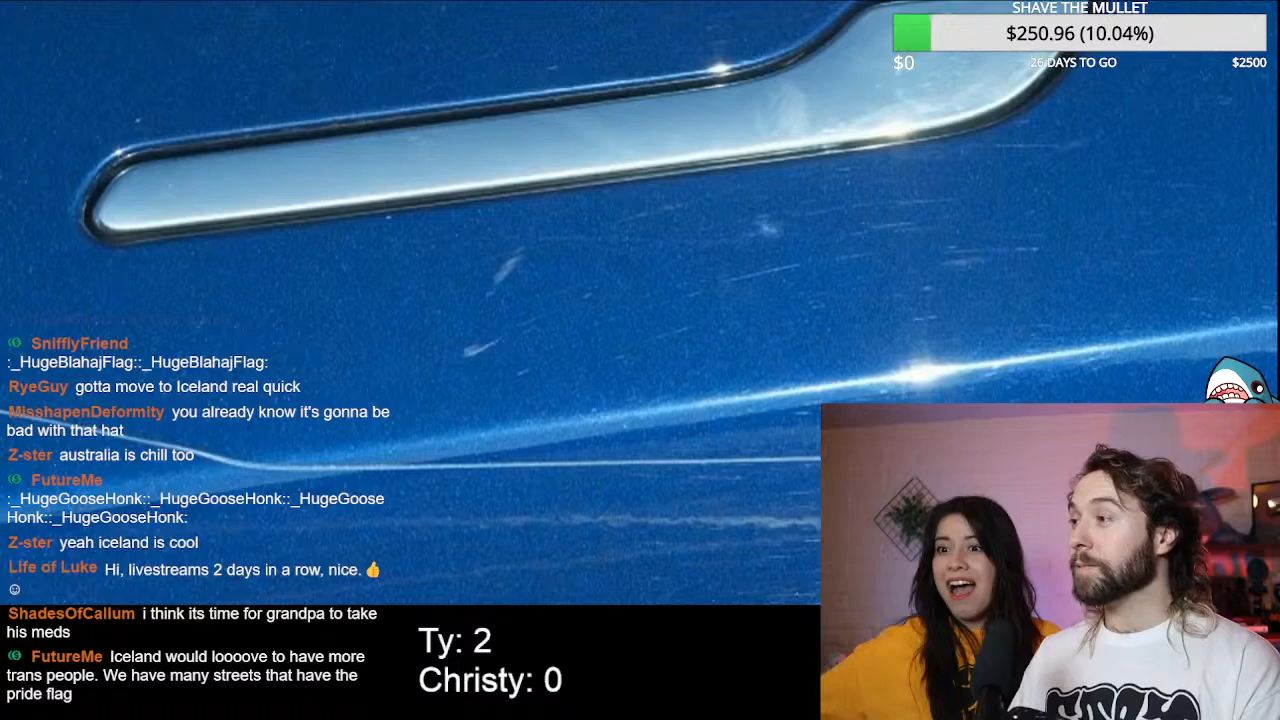 SHAVE THE MULLET
$250.96 (10.04%)
$0
26 DAYS TO GO
$2500
SnifflyFriend
:_HugeBlahajFlag::_HugeBlahajFlag:
RyeGuy gotta move to Iceland real quick
MisshapenDeformity you already know it's gonna be
bad with that hat
Z-ster australia is chill too
FutureMe
:_HugeGooseHonk::_HugeGooseHonk::_HugeGoose
Honk::_HugeGooseHonk:
Z-ster yeah iceland is cool
Life of Luke Hi, livestreams 2 days in a row, nice.👍
☺
ShadesOfCallum i think its time for grandpa to take
his meds
FutureMe Iceland would loooove to have more
trans people. We have many streets that have the
pride flag
Ty: 2
Christy: 0